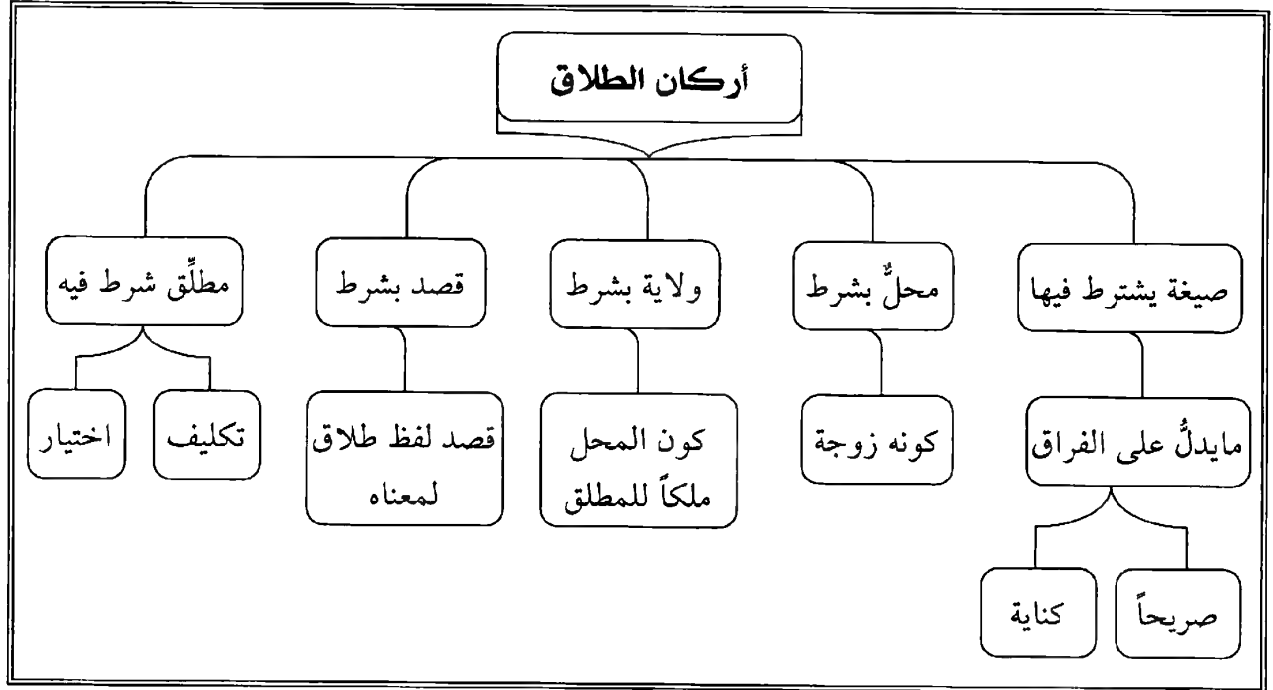 أركان الطلاق
صيغة يشترط فيها
محلٌّ بشرط
ولاية بشرط
قصد بشرط
مطلِّق شرط فيه
مايدلُّ على الفراق
كونه زوجة
كون المحل
ملكاً للمطلق
قصد لفظ طلاق
لمعناه
تكليف
اختيار
صريحاً
كناية